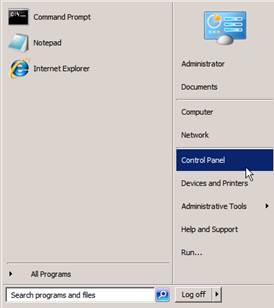 Command Prompt
Notepad
Internet Explorer
All Programs
Search programs and files
Administrator
Documents
Computer
Network
Control Panel
Devices and Printers
Administrative Tools
Help and Support
Run...
Log off